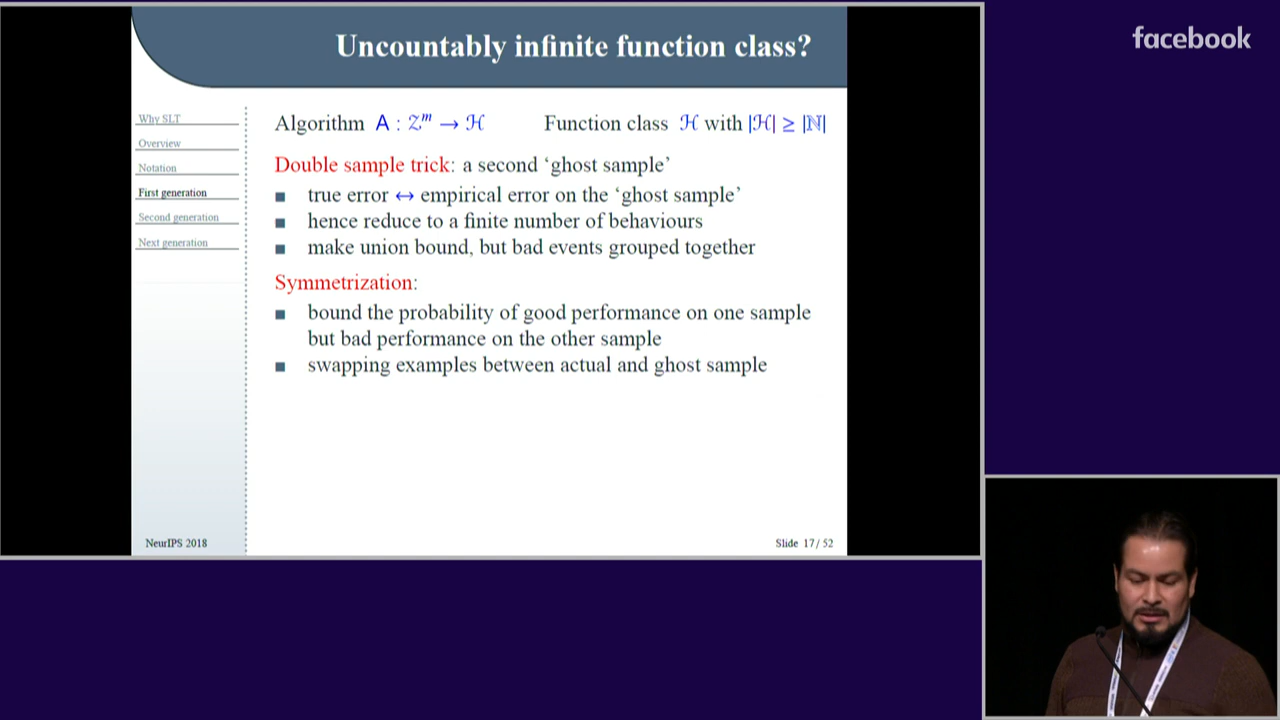 Uncountably infinite function class?
facebook
Why SLT
Overview
Notation
First generation
Second generation
Next generation
Algorithm A : 𝒵ᵐ → ℋ Function class ℋ with |ℋ| ≥ |ℕ|
Double sample trick: a second ‘ghost sample’
■ true error ↔ empirical error on the ‘ghost sample’
■ hence reduce to a finite number of behaviours
■ make union bound, but bad events grouped together
Symmetrization:
■ bound the probability of good performance on one sample
but bad performance on the other sample
■ swapping examples between actual and ghost sample
NeurIPS 2018
Slide 17/ 52